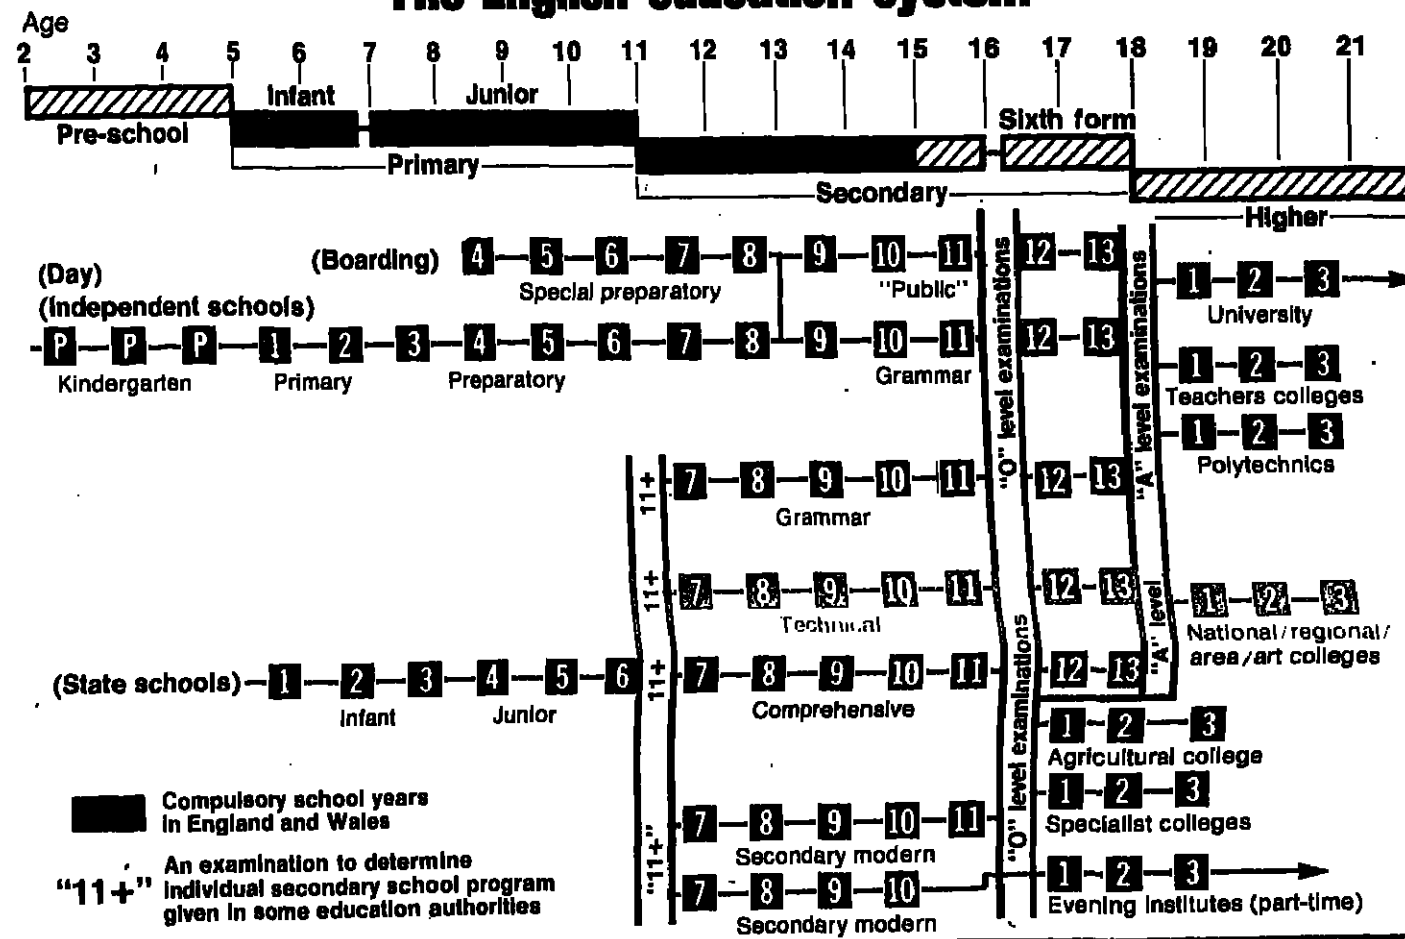 The English education system
Age
2 3 4 5 6 7 8 9 10 11 12 13 14 15 16 17 18 19 20 21
Infant Junior Sixth form
Pre-school
Primary
Secondary
Higher
(Boarding) 4 5 6 7 8 9 10 11 12 13
Special preparatory "Public"
(Day)
(Independent schools)
P P P 1 2 3 4 5 6 7 8 9 10 11 12 13
Kindergarten Primary Preparatory Grammar
"O" level examinations
"A" level examinations
1 2 3
University
1 2 3
Teachers colleges
1 2 3
Polytechnics
11+ 7 8 9 10 11 12 13
Grammar
11+ 7 8 9 10 11 12 13
Technical
"A" level
1 2 3
National/regional/
area/art colleges
(State schools) 1 2 3 4 5 6 11+ 7 8 9 10 11 12 13
Infant Junior Comprehensive
"O" level examinations
1 2 3
Agricultural college
1 2 3
Specialist colleges
"11+" 7 8 9 10 11
Secondary modern
7 8 9 10
Secondary modern
1 2 3
Evening institutes (part-time)
Compulsory school years
in England and Wales
"11+" An examination to determine
individual secondary school program
given in some education authorities